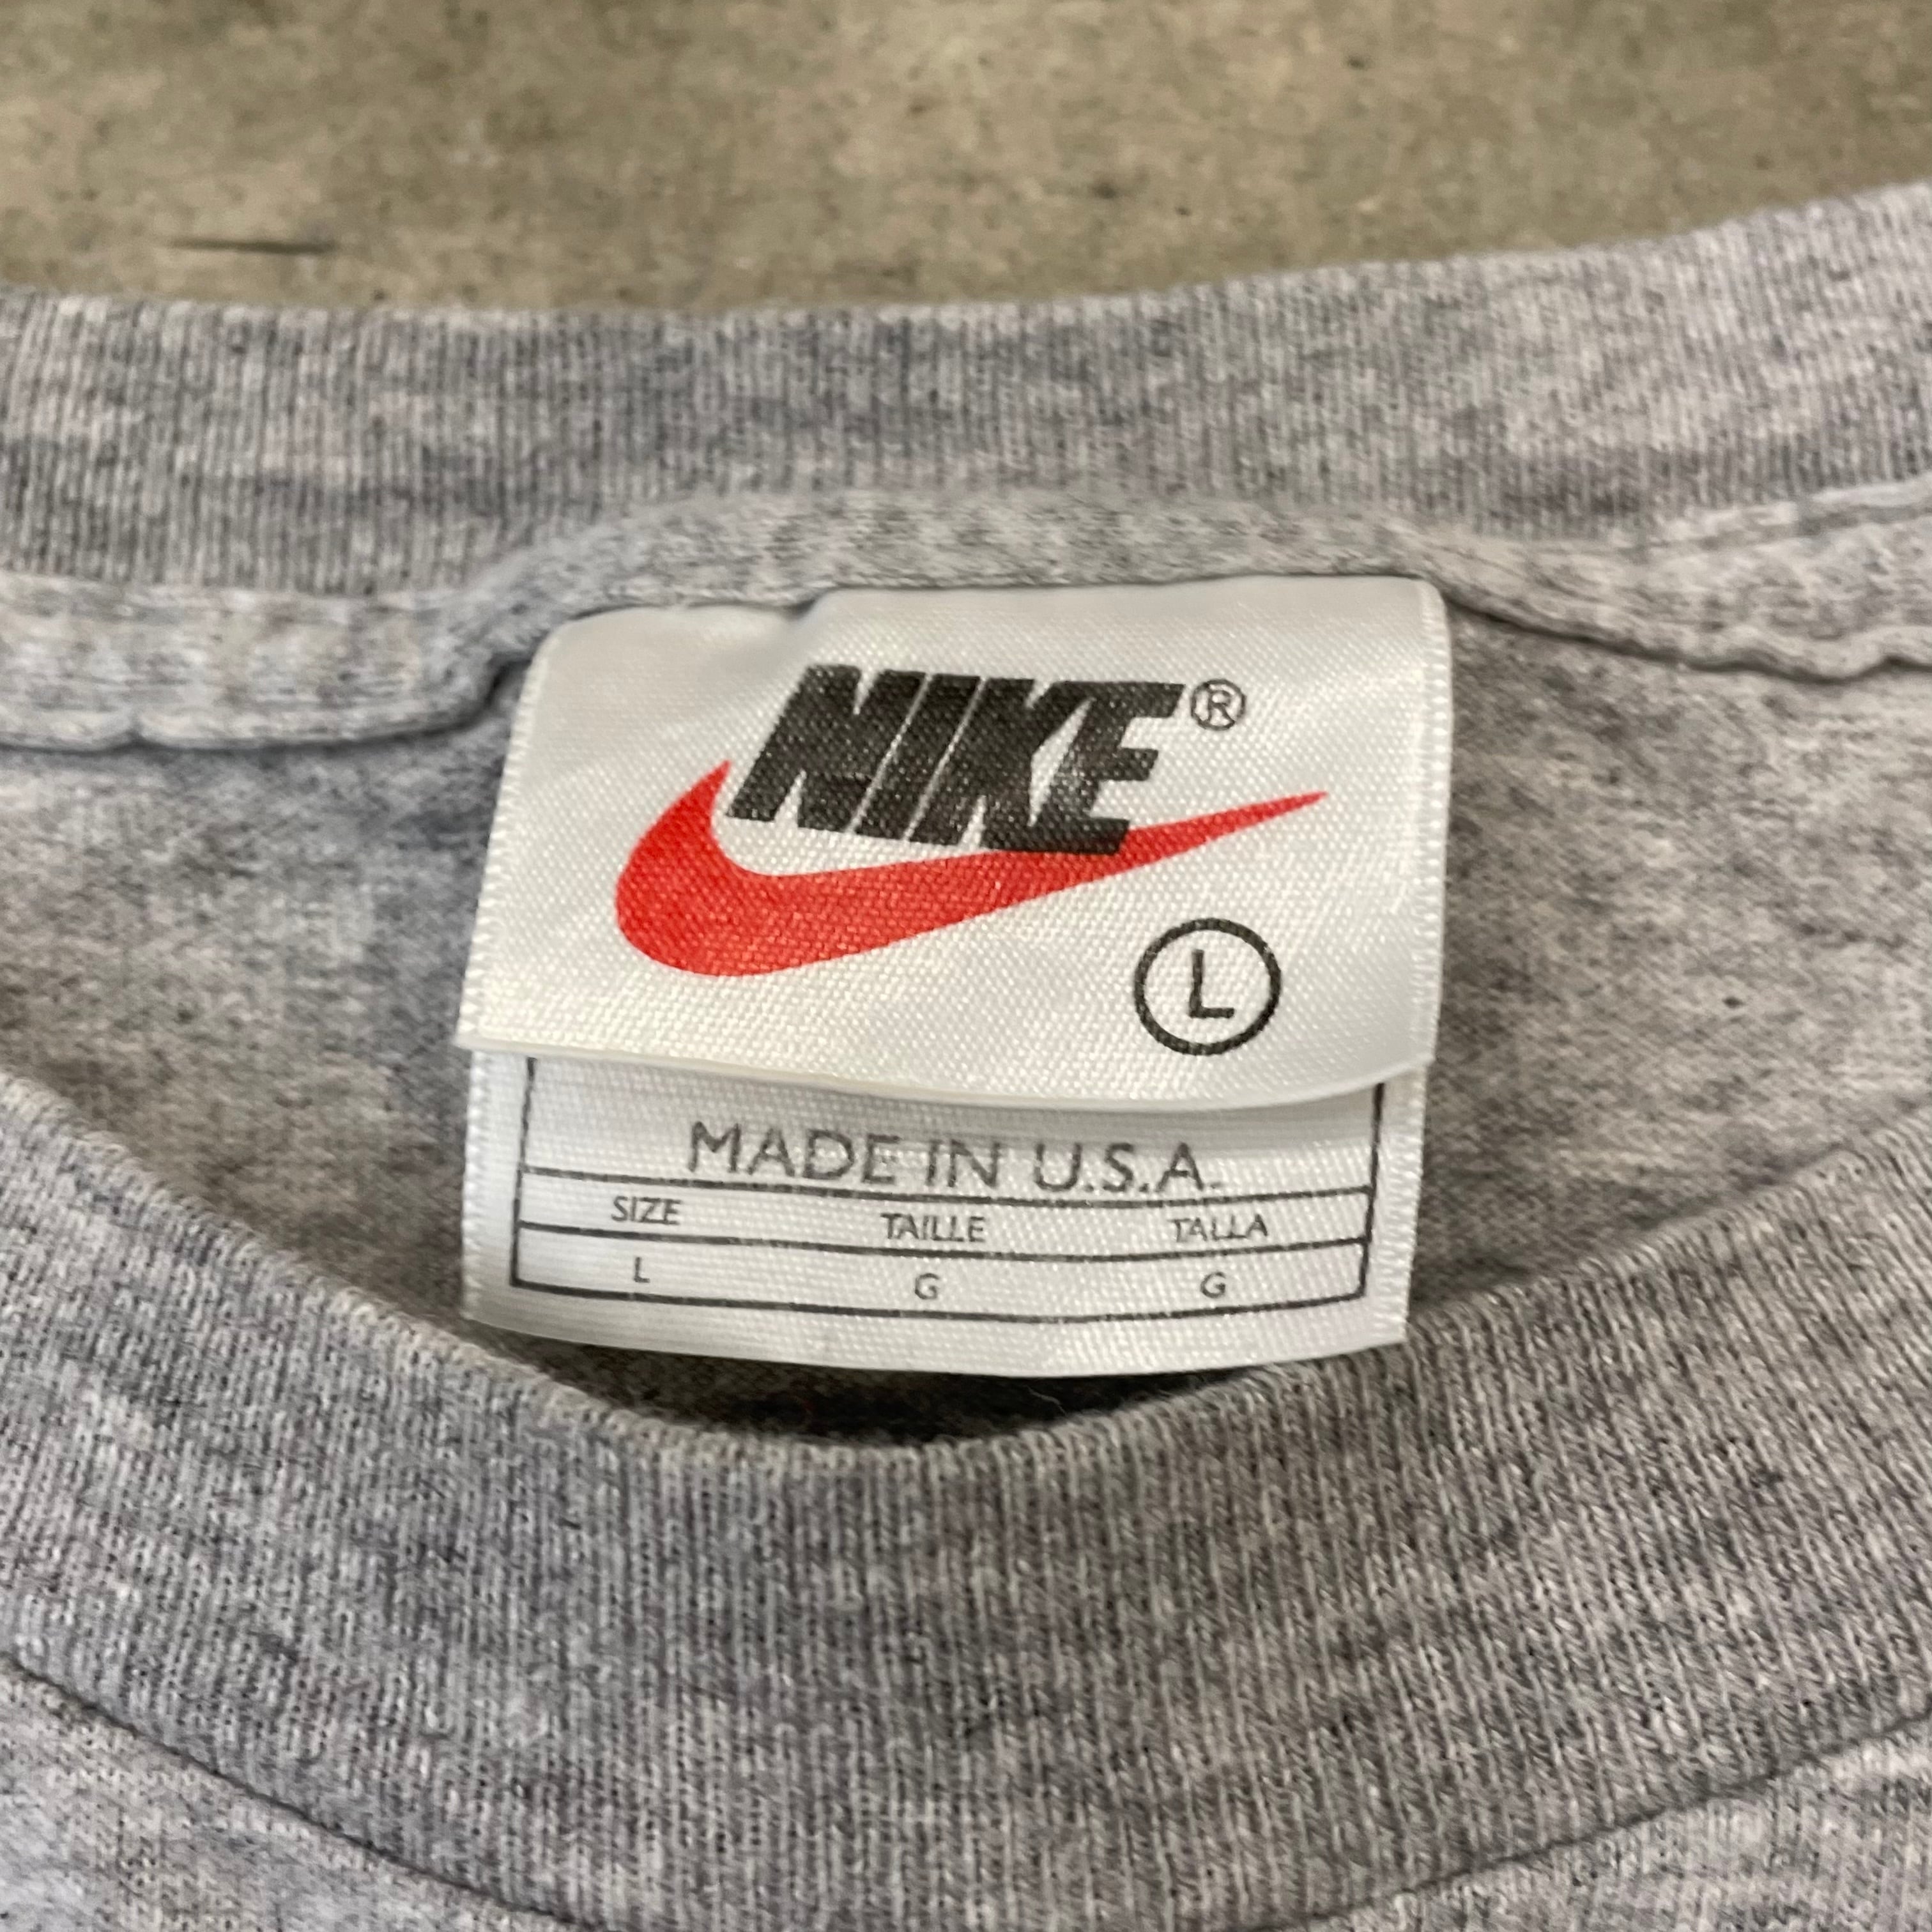 NIKE®
L
MADE IN U.S.A.
SIZE TAILLE TALLA
L G G